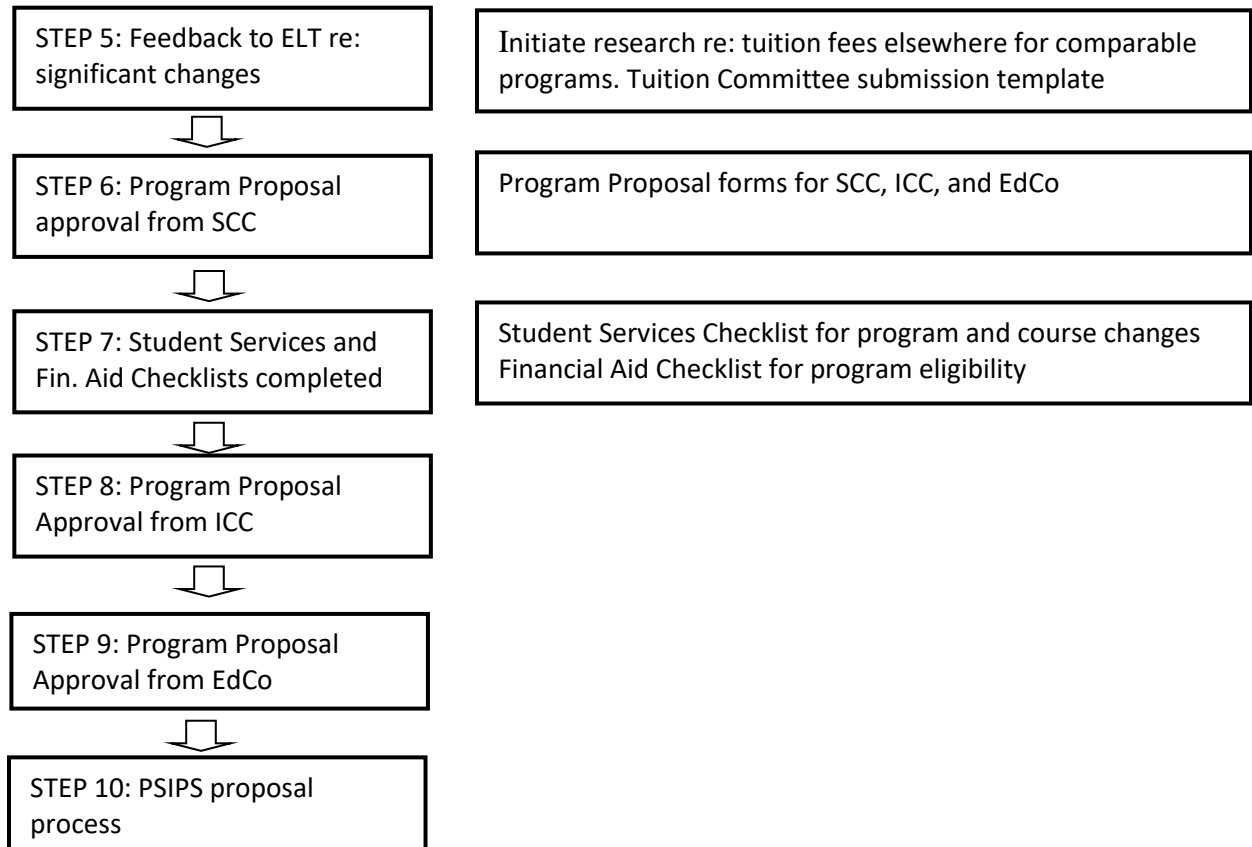 STEP 5: Feedback to ELT re:
significant changes
Initiate research re: tuition fees elsewhere for comparable
programs. Tuition Committee submission template
STEP 6: Program Proposal
approval from SCC
Program Proposal forms for SCC, ICC, and EdCo
STEP 7: Student Services and
Fin. Aid Checklists completed
Student Services Checklist for program and course changes
Financial Aid Checklist for program eligibility
STEP 8: Program Proposal
Approval from ICC
STEP 9: Program Proposal
Approval from EdCo
STEP 10: PSIPS proposal
process